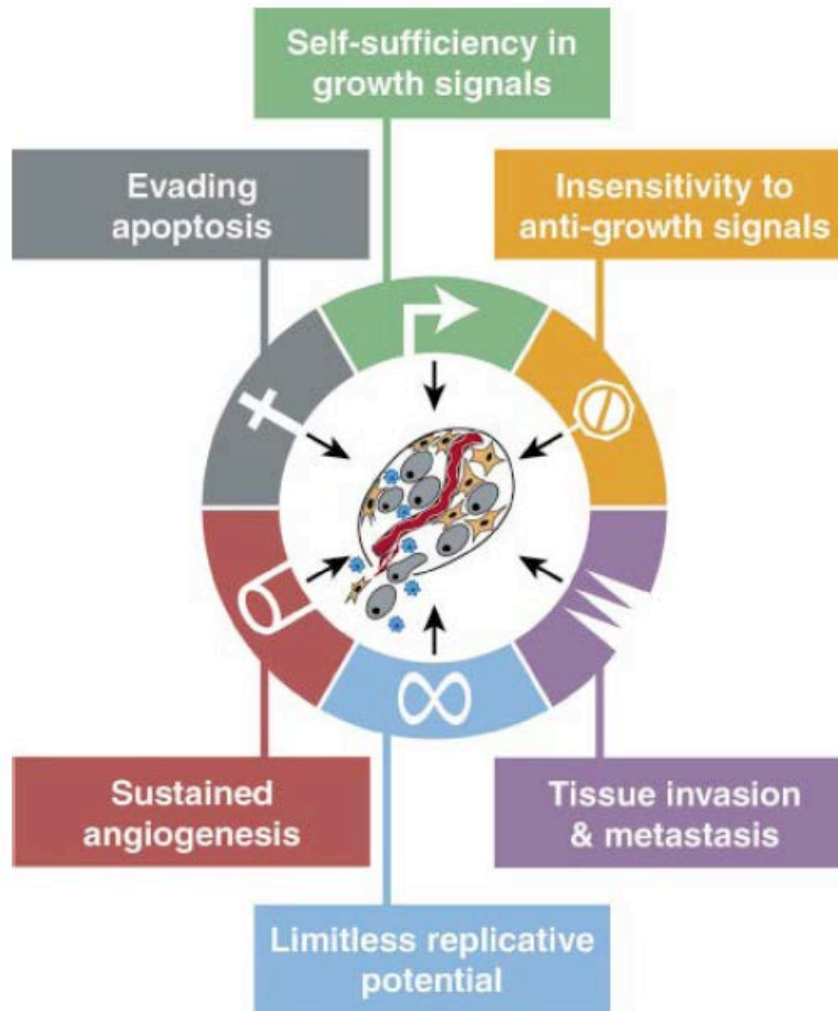 Self-sufficiency in
growth signals
Evading
apoptosis
Insensitivity to
anti-growth signals
Sustained
angiogenesis
Tissue invasion
& metastasis
Limitless replicative
potential